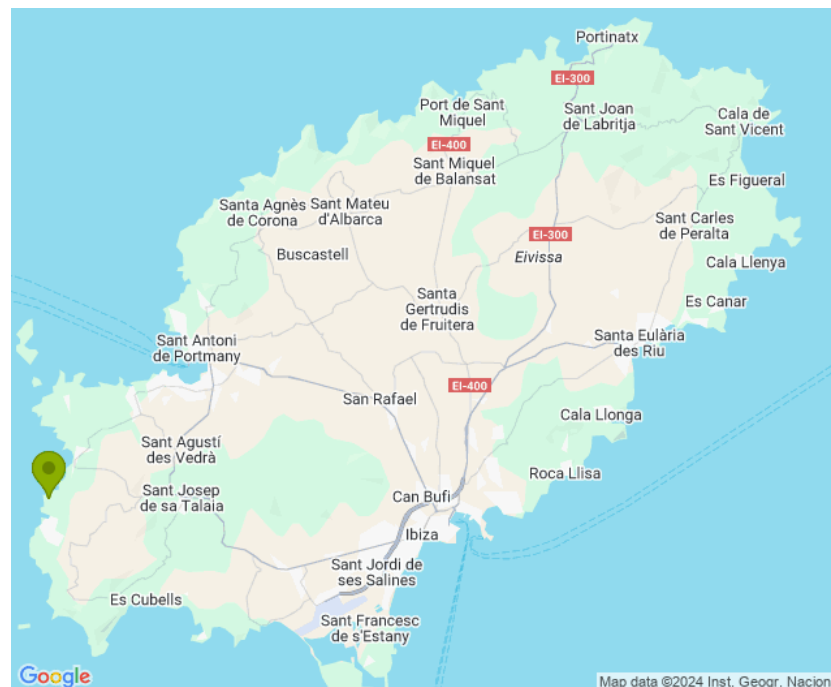 Portinatx
EI-300
Port de Sant
Miquel
Sant Joan
de Labritja
Cala de
Sant Vicent
EI-400
Sant Miquel
de Balansat
Es Figueral
Santa Agnès
de Corona
Sant Mateu
d'Albarca
Sant Carles
de Peralta
EI-300
Buscastell
Eivissa
Cala Llenya
Santa
Gertrudis
de Fruitera
Es Canar
Sant Antoni
de Portmany
Santa Eulària
des Riu
EI-400
San Rafael
Cala Llonga
Sant Agustí
des Vedrà
Roca Llisa
Sant Josep
de sa Talaia
Can Bufi
Ibiza
Sant Jordi de
ses Salines
Es Cubells
Sant Francesc
de s'Estany
Google
Map data ©2024 Inst. Geogr. Nacion